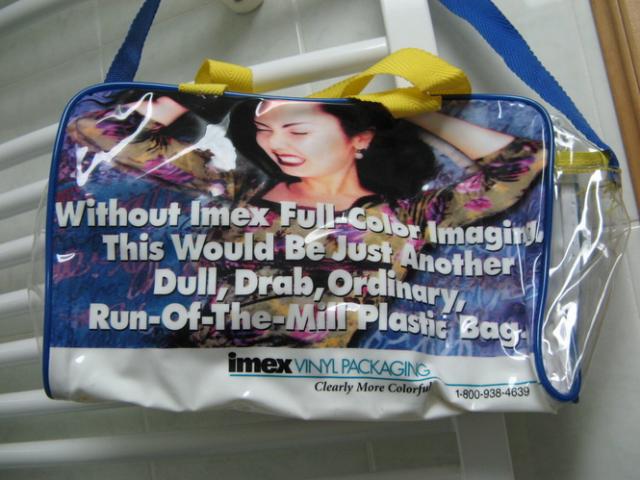 Without Imex Full-Color Imaging,
This Would Be Just Another
Dull, Drab, Ordinary,
Run-Of-The-Mill Plastic Bag.
imex VINYL PACKAGING
Clearly More Colorful
1-800-938-4639